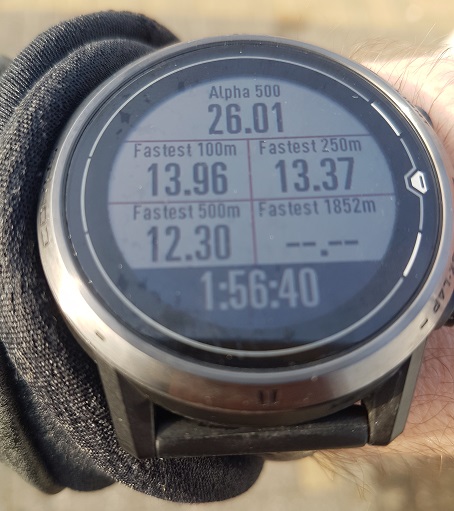 Alpha 500
26.01
Fastest 100m Fastest 250m
13.96 13.37
Fastest 500m Fastest 1852m
12.30 --.--
1:56:40
LAP